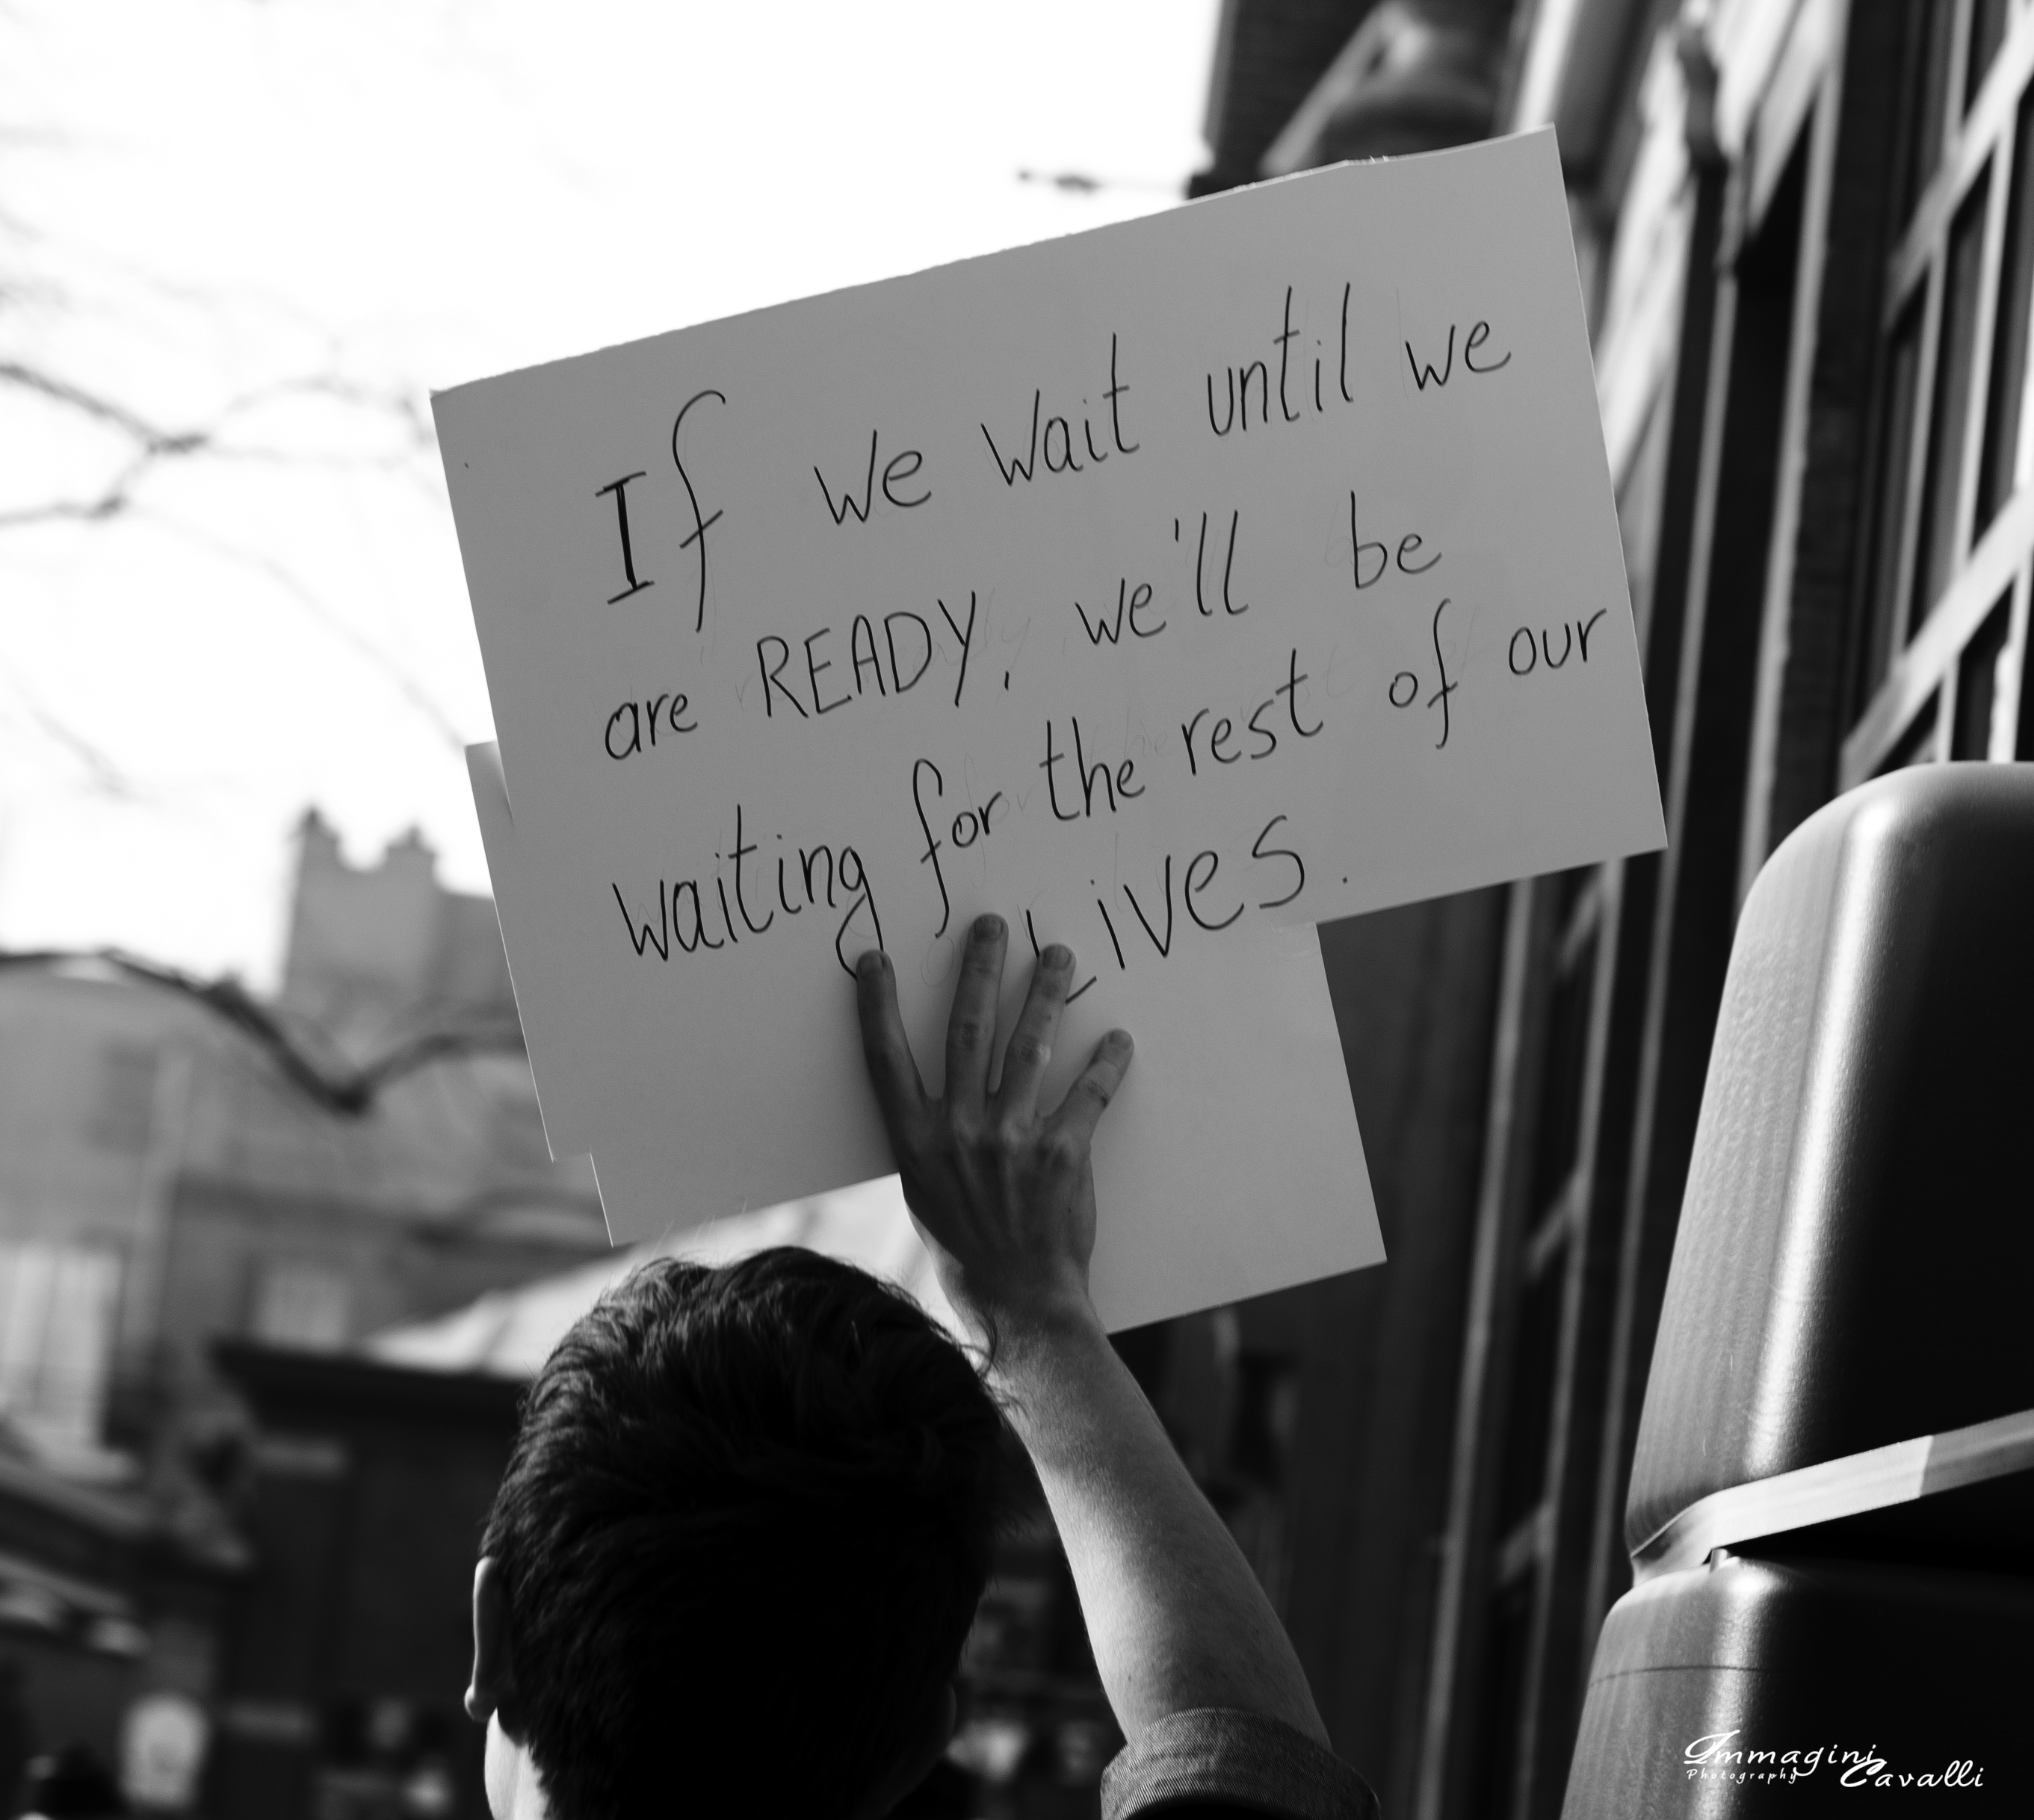 If we wait until we
are READY, we'll be
waiting for the rest of our
Lives.
Immagini
Photography Cavalli